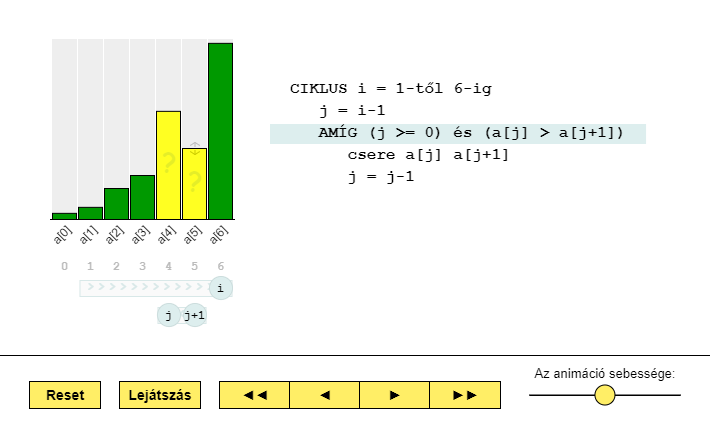 CIKLUS i = 1-től 6-ig
j = i-1
AMÍG (j >= 0) és (a[j] > a[j+1])
csere a[j] a[j+1]
j = j-1
? ?
a[0] a[1] a[2] a[3] a[4] a[5] a[6]
0 1 2 3 4 5 6
i
j j+1
Az animáció sebessége:
Reset Lejátszás ◄◄ ◄ ► ►►